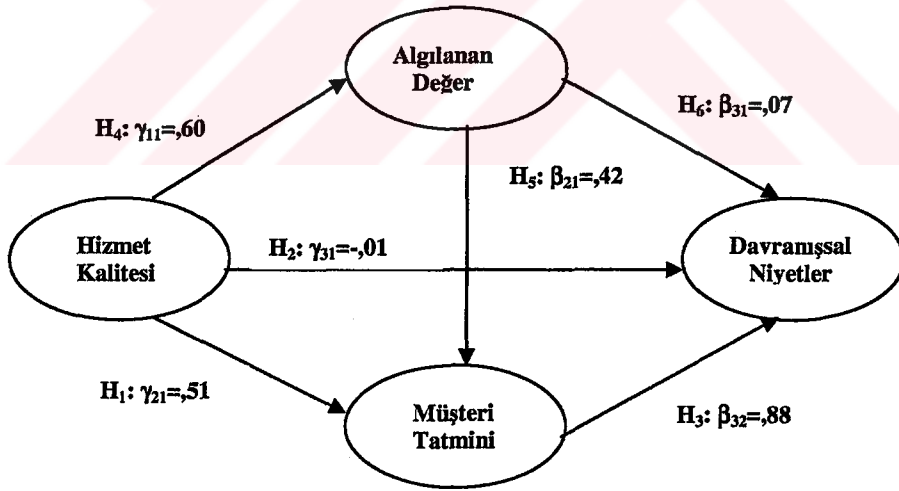 Algılanan
Değer
H₄: γ₁₁=,60
H₆: β₃₁=,07
H₅: β₂₁=,42
Hizmet
Kalitesi
H₂: γ₃₁=-,01
Davranışsal
Niyetler
H₁: γ₂₁=,51
Müşteri
Tatmini
H₃: β₃₂=,88